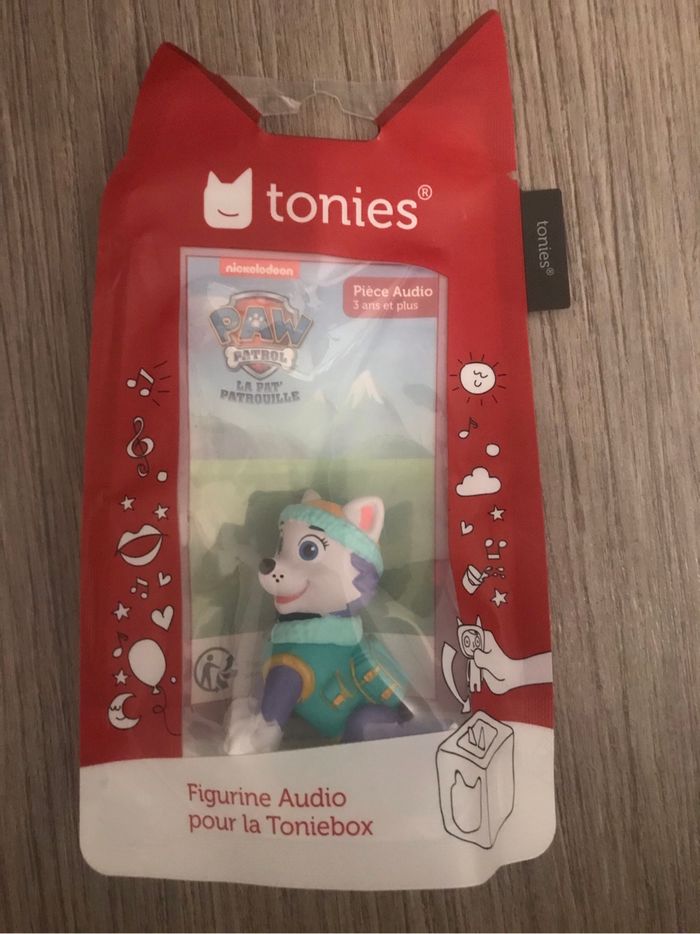 tonies®
tonies®
nickelodeon
Pièce Audio
3 ans et plus
PAW
PATROL
LA PAT'
PATROUILLE
Figurine Audio
pour la Toniebox